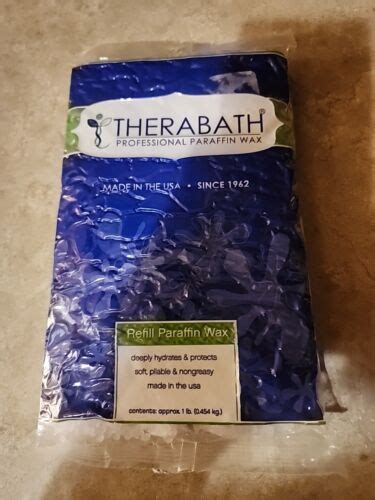 THERABATH®
PROFESSIONAL PARAFFIN WAX
MADE IN THE USA • SINCE 1962
Refill Paraffin Wax
deeply hydrates & protects
soft, pliable & nongreasy
made in the usa
contents: approx. 1 lb. (0.454 kg.)